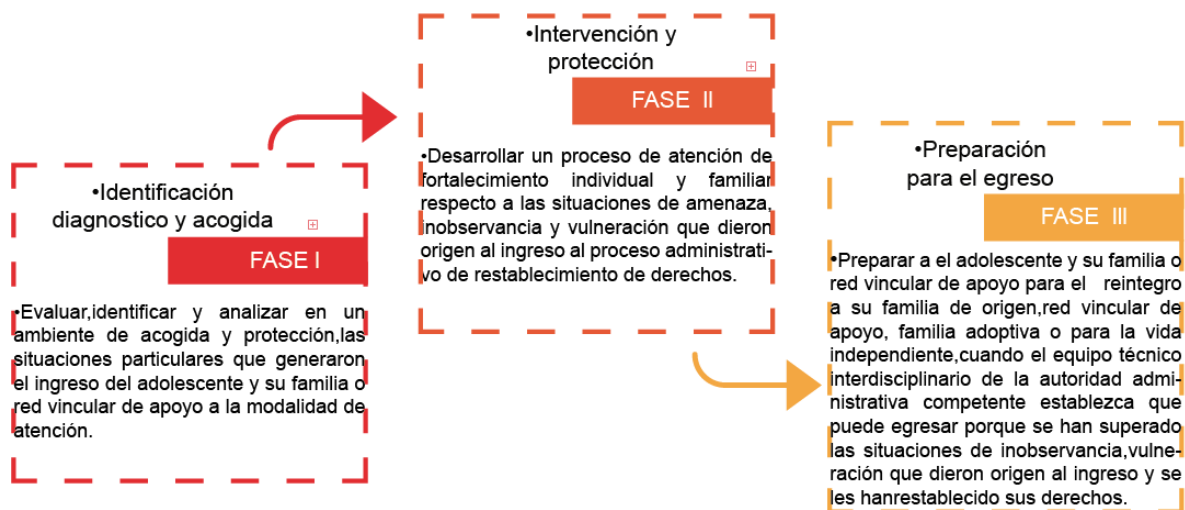 •Identificación
diagnostico y acogida
FASE I
•Evaluar,identificar y analizar en un
ambiente de acogida y protección,las
situaciones particulares que generaron
el ingreso del adolescente y su familia o
red vincular de apoyo a la modalidad de
atención.
•Intervención y
protección
FASE II
•Desarrollar un proceso de atención de
fortalecimiento individual y familiar
respecto a las situaciones de amenaza,
inobservancia y vulneración que dieron
origen al ingreso al proceso administrati-
vo de restablecimiento de derechos.
•Preparación
para el egreso
FASE III
•Preparar a el adolescente y su familia o
red vincular de apoyo para el reintegro
a su familia de origen,red vincular de
apoyo, familia adoptiva o para la vida
independiente,cuando el equipo técnico
interdisciplinario de la autoridad admi-
nistrativa competente establezca que
puede egresar porque se han superado
las situaciones de inobservancia,vulne-
ración que dieron origen al ingreso y se
les hanrestablecido sus derechos.